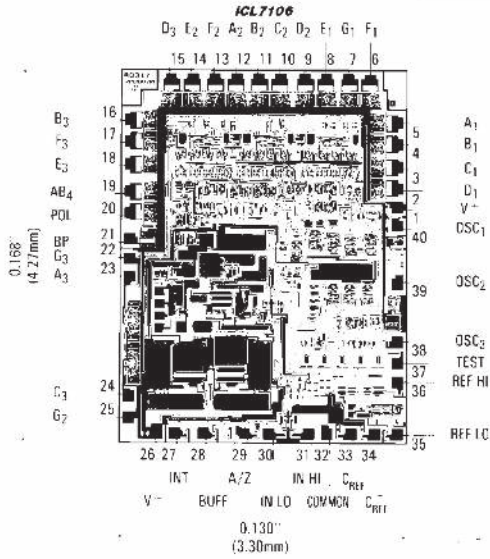 ICL7106
D3 E2 F2 A2 B2 C2 D2 E1 G1 F1
15 14 13 12 11 10 9 8 7 6
16
B3
17
F3
18
E3
19
AB4
20
POL
21
BP
22
G3
23
A3
24
C3
25
G2
0.168"
(4.27mm)
5
A1
4
B1
3
C1
2
D1
1
V+
40
OSC1
39
OSC2
38
OSC3
37
TEST
36
REF HI
35
REF LO
26 27 28 29 30 31 32 33 34
INT A/Z IN HI CREF
V− BUFF IN LO COMMON CREF
0.130"
(3.30mm)